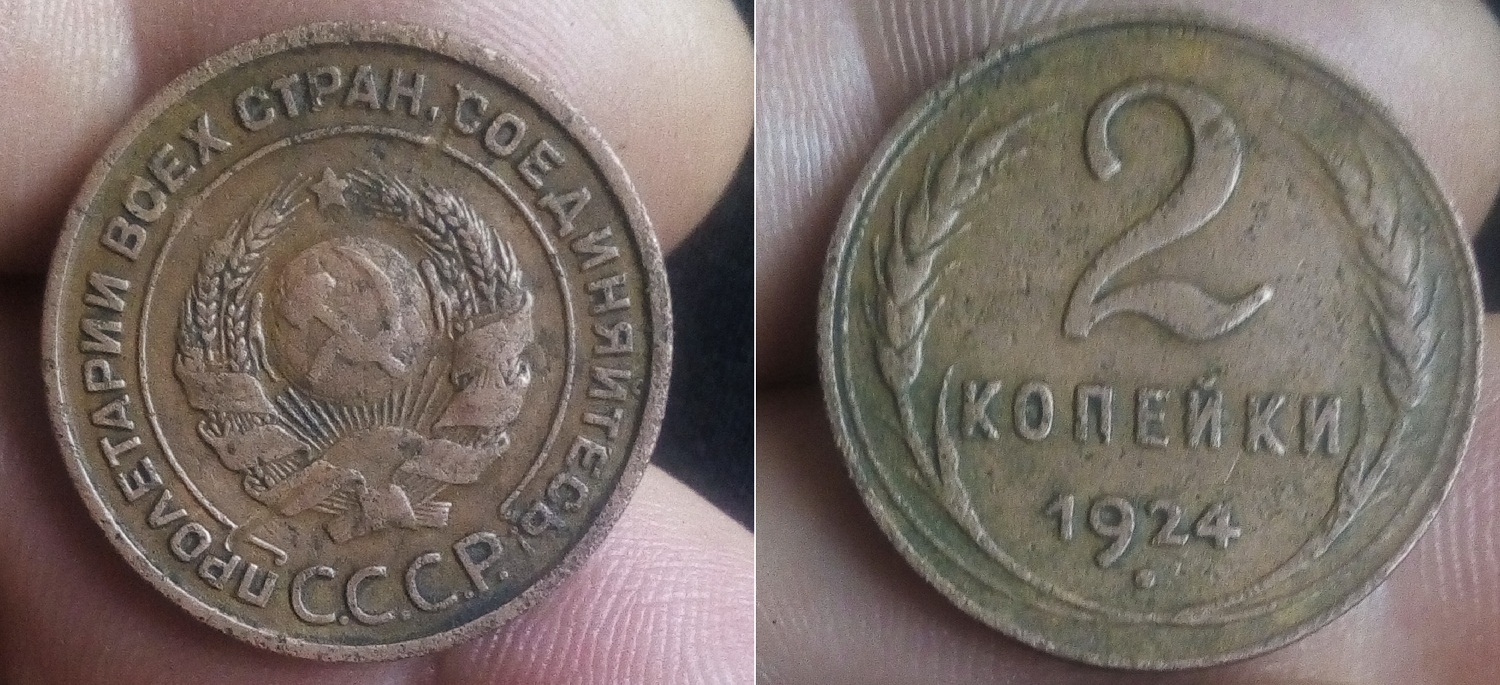 ПРОЛЕТАРИИ ВСЕХ СТРАН, СОЕДИНЯЙТЕСЬ!
С.С.С.Р.
2
КОПЕЙКИ
1924